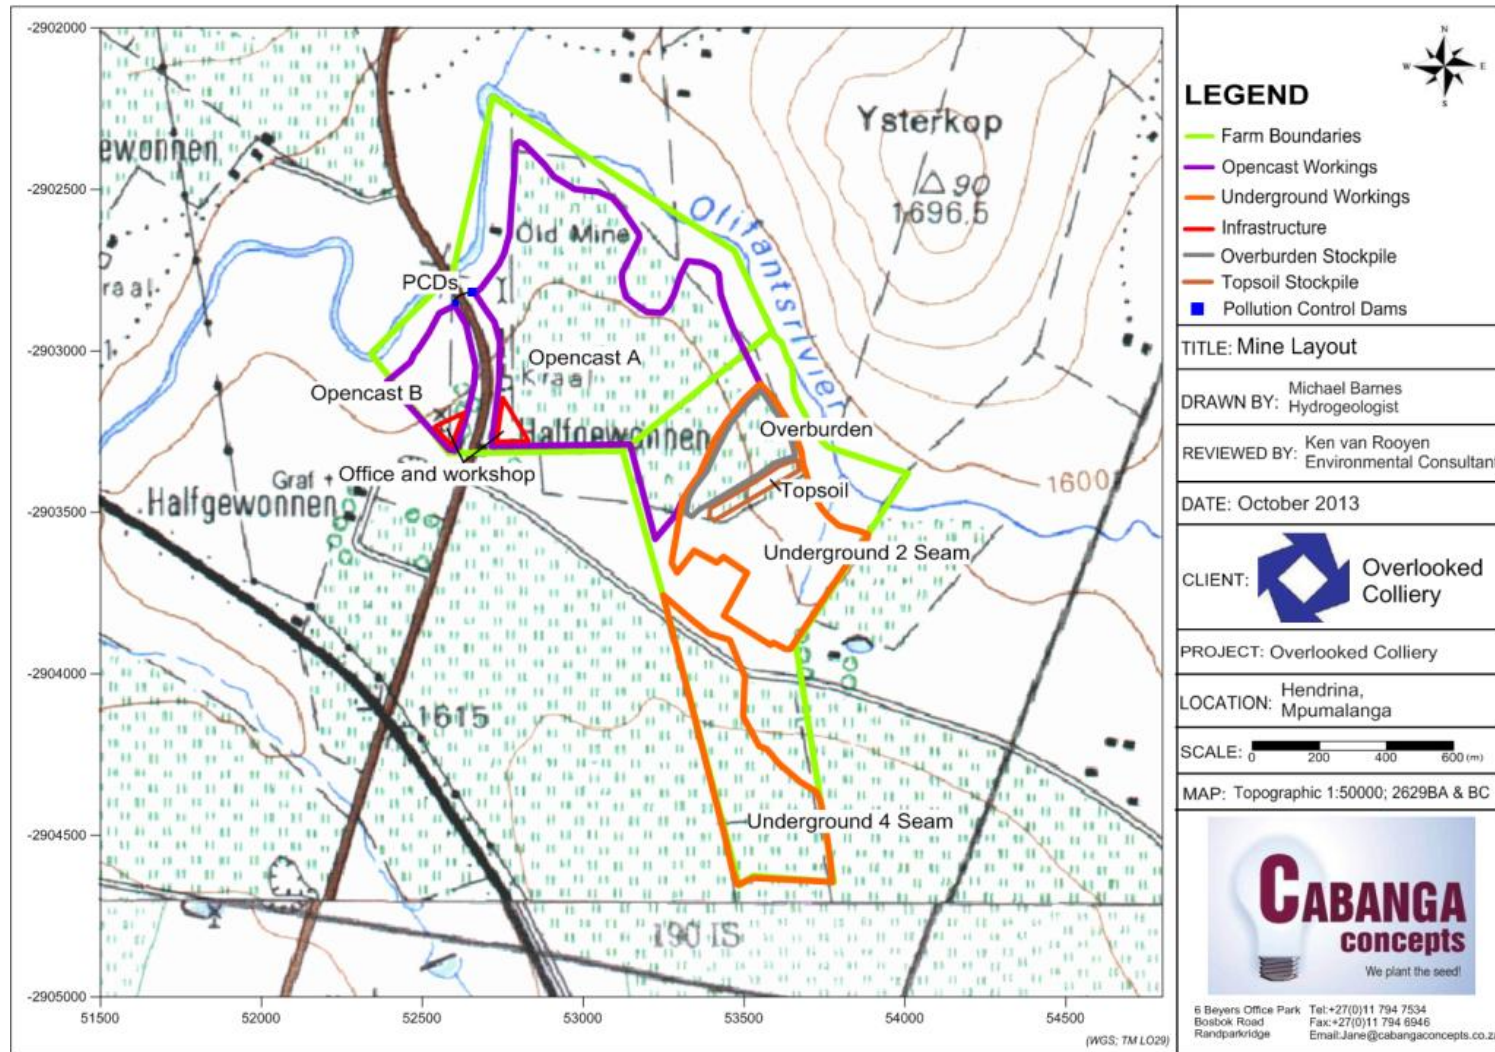 -2902000
-2902500
-2903000
-2903500
-2904000
-2904500
-2905000
51500
52000
52500
53000
53500
54000
54500
(WGS; TM LO29)
ewonnen
raal
Ysterkop
90
1696,5
Olifantsrivier
Old Mine
PCDs
Opencast A
Kraal
Opencast B
Halfgewonnen
Overburden
Office and workshop
Graf
Topsoil
1600
Halfgewonnen
Underground 2 Seam
1615
Underground 4 Seam
190 IS
N
W
E
S
LEGEND
Farm Boundaries
Opencast Workings
Underground Workings
Infrastructure
Overburden Stockpile
Topsoil Stockpile
Pollution Control Dams
TITLE: Mine Layout
DRAWN BY: Michael Barnes
Hydrogeologist
REVIEWED BY: Ken van Rooyen
Environmental Consultant
DATE: October 2013
CLIENT: Overlooked
Colliery
PROJECT: Overlooked Colliery
LOCATION: Hendrina,
Mpumalanga
SCALE: 0 200 400 600 (m)
MAP: Topographic 1:50000; 2629BA & BC
CABANGA
concepts
We plant the seed!
6 Beyers Office Park Tel:+27(0)11 794 7534
Bosbok Road Fax:+27(0)11 794 6946
Randparkridge Email:Jane@cabangaconcepts.co.z